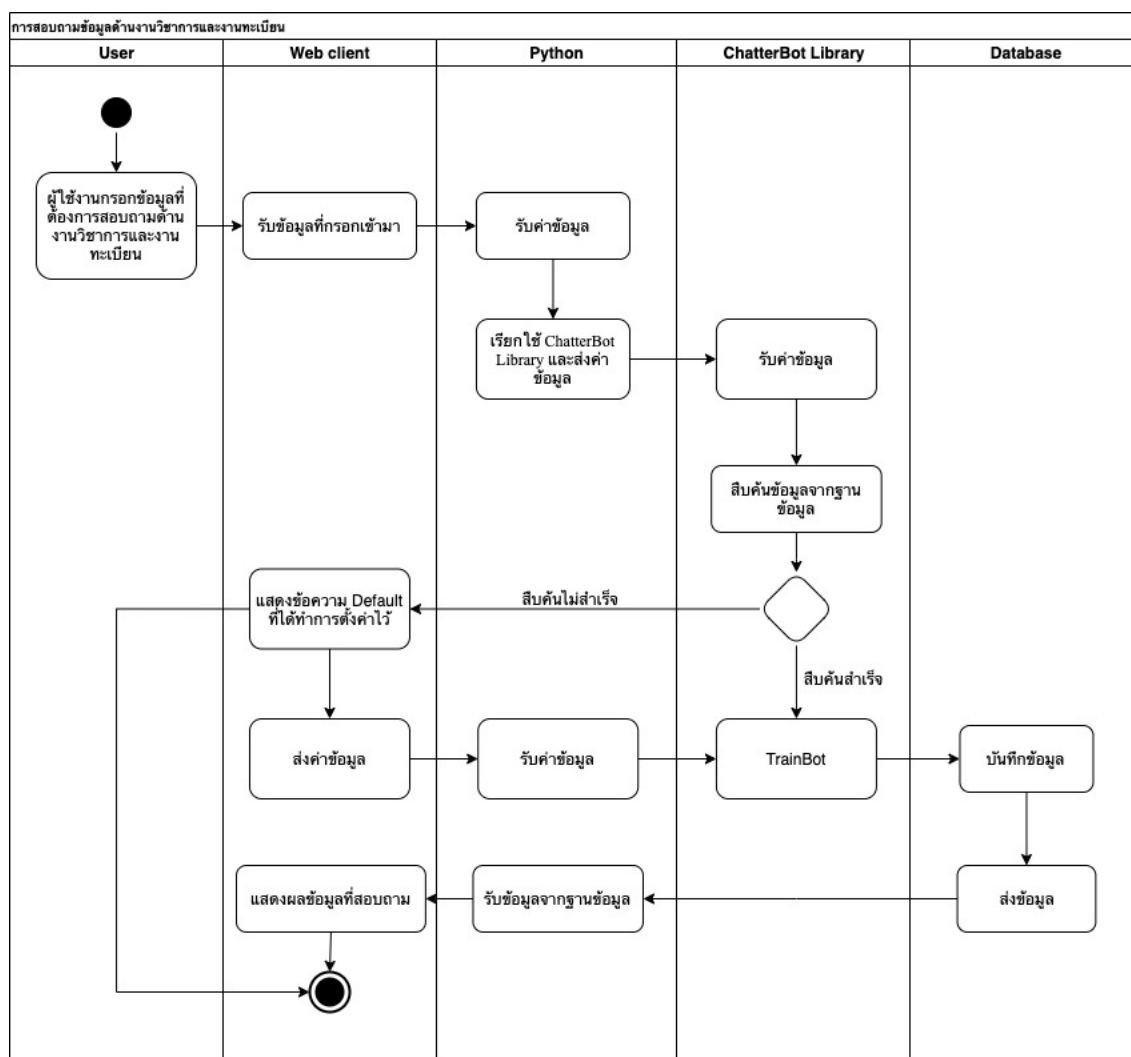 การสอบถามข้อมูลด้านงานวิชาการและงานทะเบียน
User
Web client
Python
ChatterBot Library
Database
ผู้ใช้งานกรอกข้อมูลที่
ต้องการสอบถามด้าน
งานวิชาการและงาน
ทะเบียน
รับข้อมูลที่กรอกเข้ามา
รับค่าข้อมูล
เรียกใช้ ChatterBot
Library และส่งค่า
ข้อมูล
รับค่าข้อมูล
สืบค้นข้อมูลจากฐาน
ข้อมูล
แสดงข้อความ Default
ที่ได้ทำการตั้งค่าไว้
สืบค้นไม่สำเร็จ
สืบค้นสำเร็จ
ส่งค่าข้อมูล
รับค่าข้อมูล
TrainBot
บันทึกข้อมูล
แสดงผลข้อมูลที่สอบถาม
รับข้อมูลจากฐานข้อมูล
ส่งข้อมูล